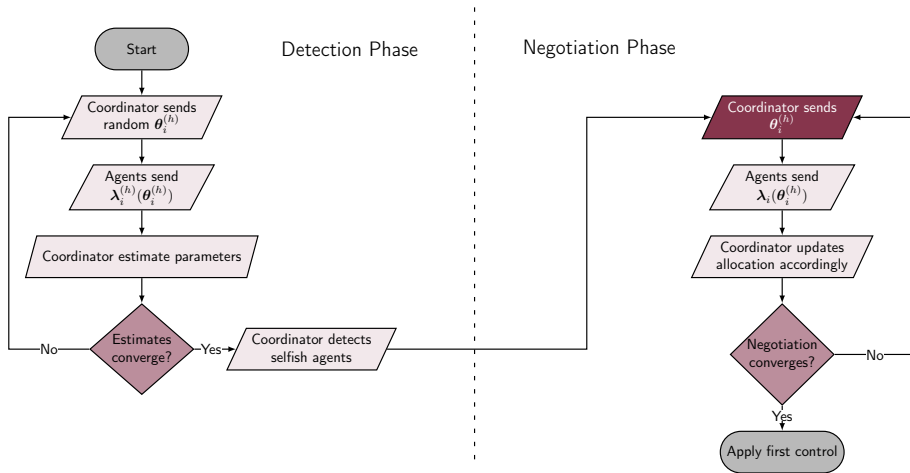 Detection Phase
Negotiation Phase
Start
Coordinator sends
random θ_i^(h)
Agents send
λ_i^(h)(θ_i^(h))
Coordinator estimate parameters
Estimates
converge?
No
Yes
Coordinator detects
selfish agents
Coordinator sends
θ_i^(h)
Agents send
λ_i(θ_i^(h))
Coordinator updates
allocation accordingly
Negotiation
converges?
No
Yes
Apply first control